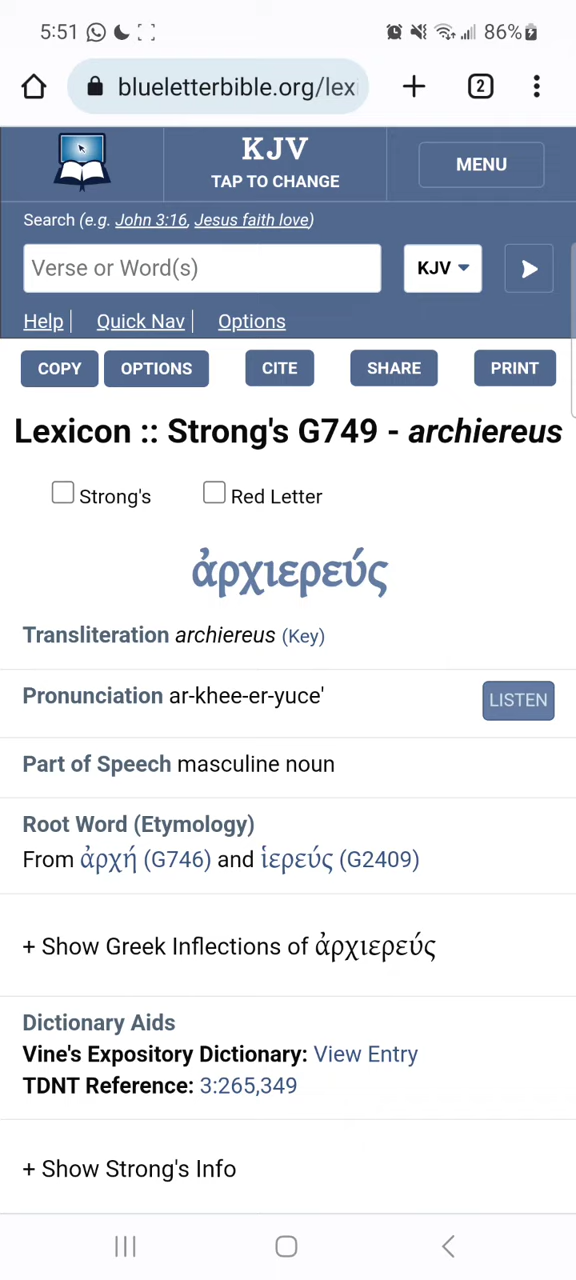 5:51 86%
blueletterbible.org/lex
2
KJV
TAP TO CHANGE
MENU
Search (e.g. John 3:16, Jesus faith love)
Verse or Word(s)
KJV
Help Quick Nav Options
COPY OPTIONS CITE SHARE PRINT
Lexicon :: Strong's G749 - archiereus
Strong's Red Letter
ἀρχιερεύς
Transliteration archiereus (Key)
Pronunciation ar-khee-er-yuce'
LISTEN
Part of Speech masculine noun
Root Word (Etymology)
From ἀρχή (G746) and ἱερεύς (G2409)
+ Show Greek Inflections of ἀρχιερεύς
Dictionary Aids
Vine's Expository Dictionary: View Entry
TDNT Reference: 3:265,349
+ Show Strong's Info